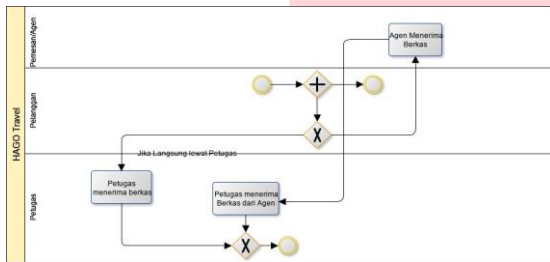 HAGO Travel
Pemesan/Agen
Agen Menerima
Berkas
Pelanggan
Jika Langsung lewat Petugas
Petugas
Petugas
menerima berkas
Petugas menerima
Berkas dari Agen